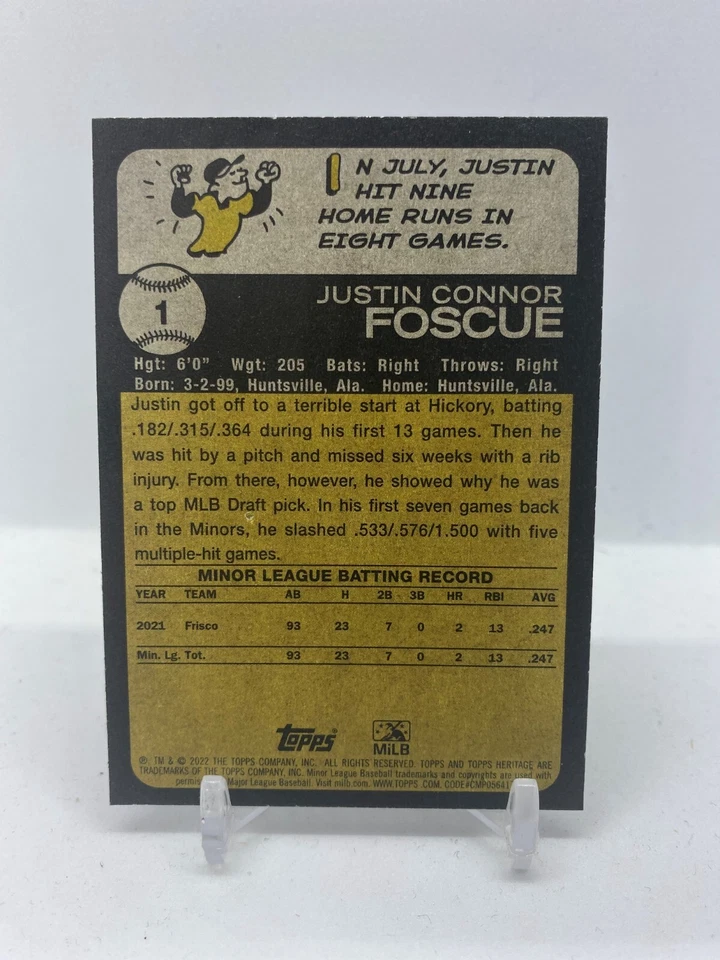 IN JULY, JUSTIN
HIT NINE
HOME RUNS IN
EIGHT GAMES.
1
JUSTIN CONNOR
FOSCUE
Hgt: 6'0" Wgt: 205 Bats: Right Throws: Right
Born: 3-2-99, Huntsville, Ala. Home: Huntsville, Ala.
Justin got off to a terrible start at Hickory, batting
.182/.315/.364 during his first 13 games. Then he
was hit by a pitch and missed six weeks with a rib
injury. From there, however, he showed why he was
a top MLB Draft pick. In his first seven games back
in the Minors, he slashed .533/.576/1.500 with five
multiple-hit games.
MINOR LEAGUE BATTING RECORD
YEAR TEAM AB H 2B 3B HR RBI AVG
2021 Frisco 93 23 7 0 2 13 .247
Min. Lg. Tot. 93 23 7 0 2 13 .247
topps MiLB
℗, TM & © 2022 THE TOPPS COMPANY, INC. ALL RIGHTS RESERVED. TOPPS AND TOPPS HERITAGE ARE
TRADEMARKS OF THE TOPPS COMPANY, INC. Minor League Baseball trademarks and copyrights are used with
Major League Baseball. Visit milb.com. WWW.TOPPS.COM. CODE#CMP05641